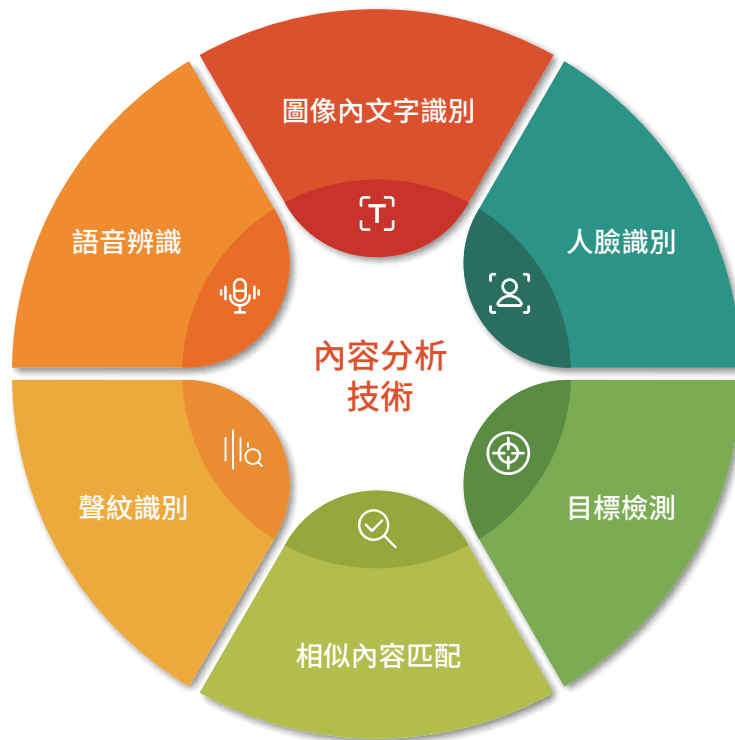 圖像內文字識別
人臉識別
目標檢測
相似內容匹配
聲紋識別
語音辨識
內容分析
技術